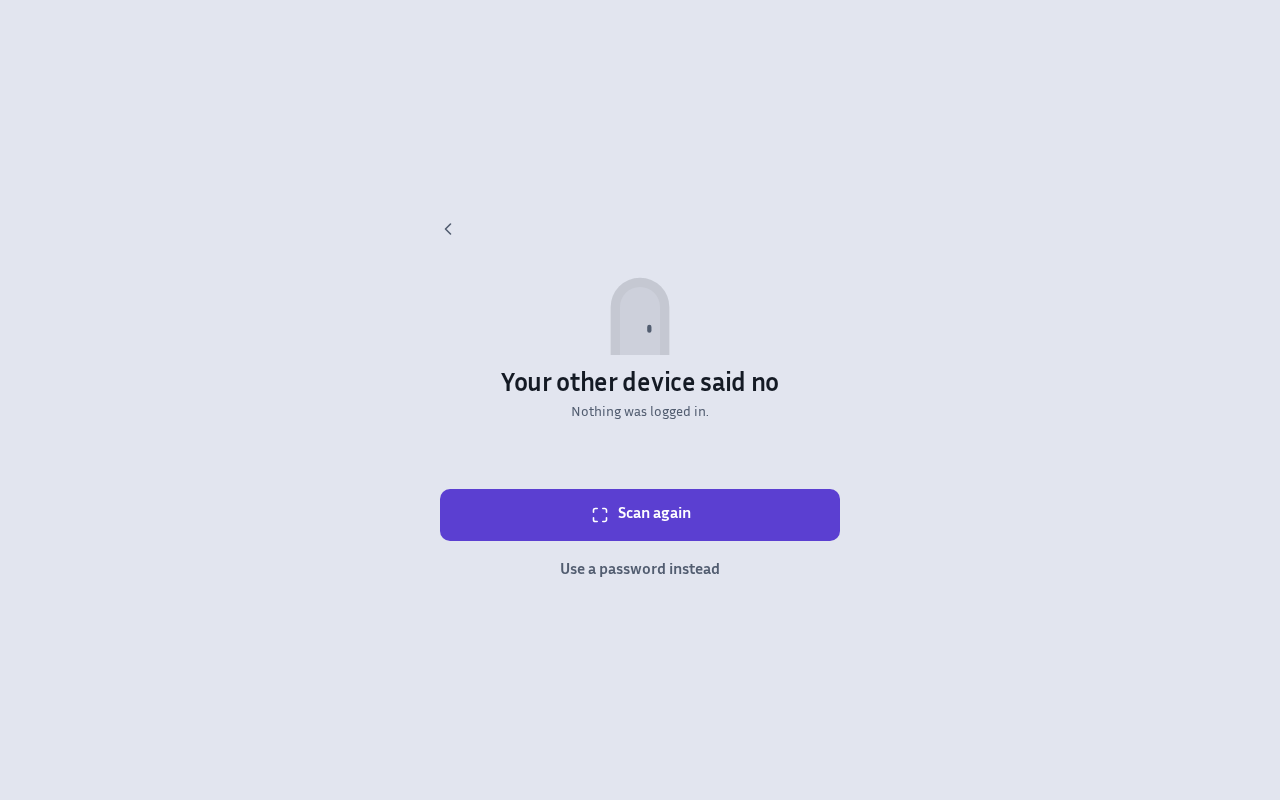 Your other device said no
Nothing was logged in.
Scan again
Use a password instead